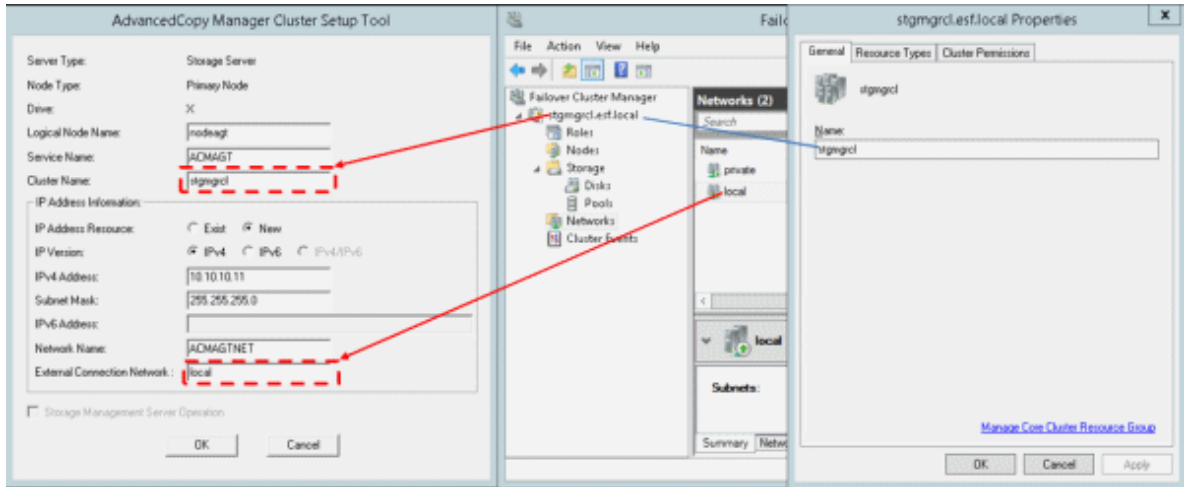 AdvancedCopy Manager Cluster Setup Tool
Server Type: Storage Server
Node Type: Primary Node
Drive: X
Logical Node Name: nodeagt
Service Name: ACMAGT
Cluster Name: stgmgrcl
IP Address Information:
IP Address Resource: Exist New
IP Version: IPv4 IPv6 IPv4/IPv6
IPv4 Address: 10.10.10.11
Subnet Mask: 255.255.255.0
IPv6 Address:
Network Name: ACMAGTNET
External Connection Network : local
Storage Management Server Operation
OK Cancel
Failo
File Action View Help
Failover Cluster Manager
stgmgrcl.esf.local
Roles
Nodes
Storage
Disks
Pools
Networks
Cluster Events
Networks (2)
Search
Name
private
local
local
Subnets:
Summary Netwo
stgmgrcl.esf.local Properties
x
General Resource Types Cluster Permissions
stgmgrcl
Name:
stgmgrcl
Manage Core Cluster Resource Group
OK Cancel Apply